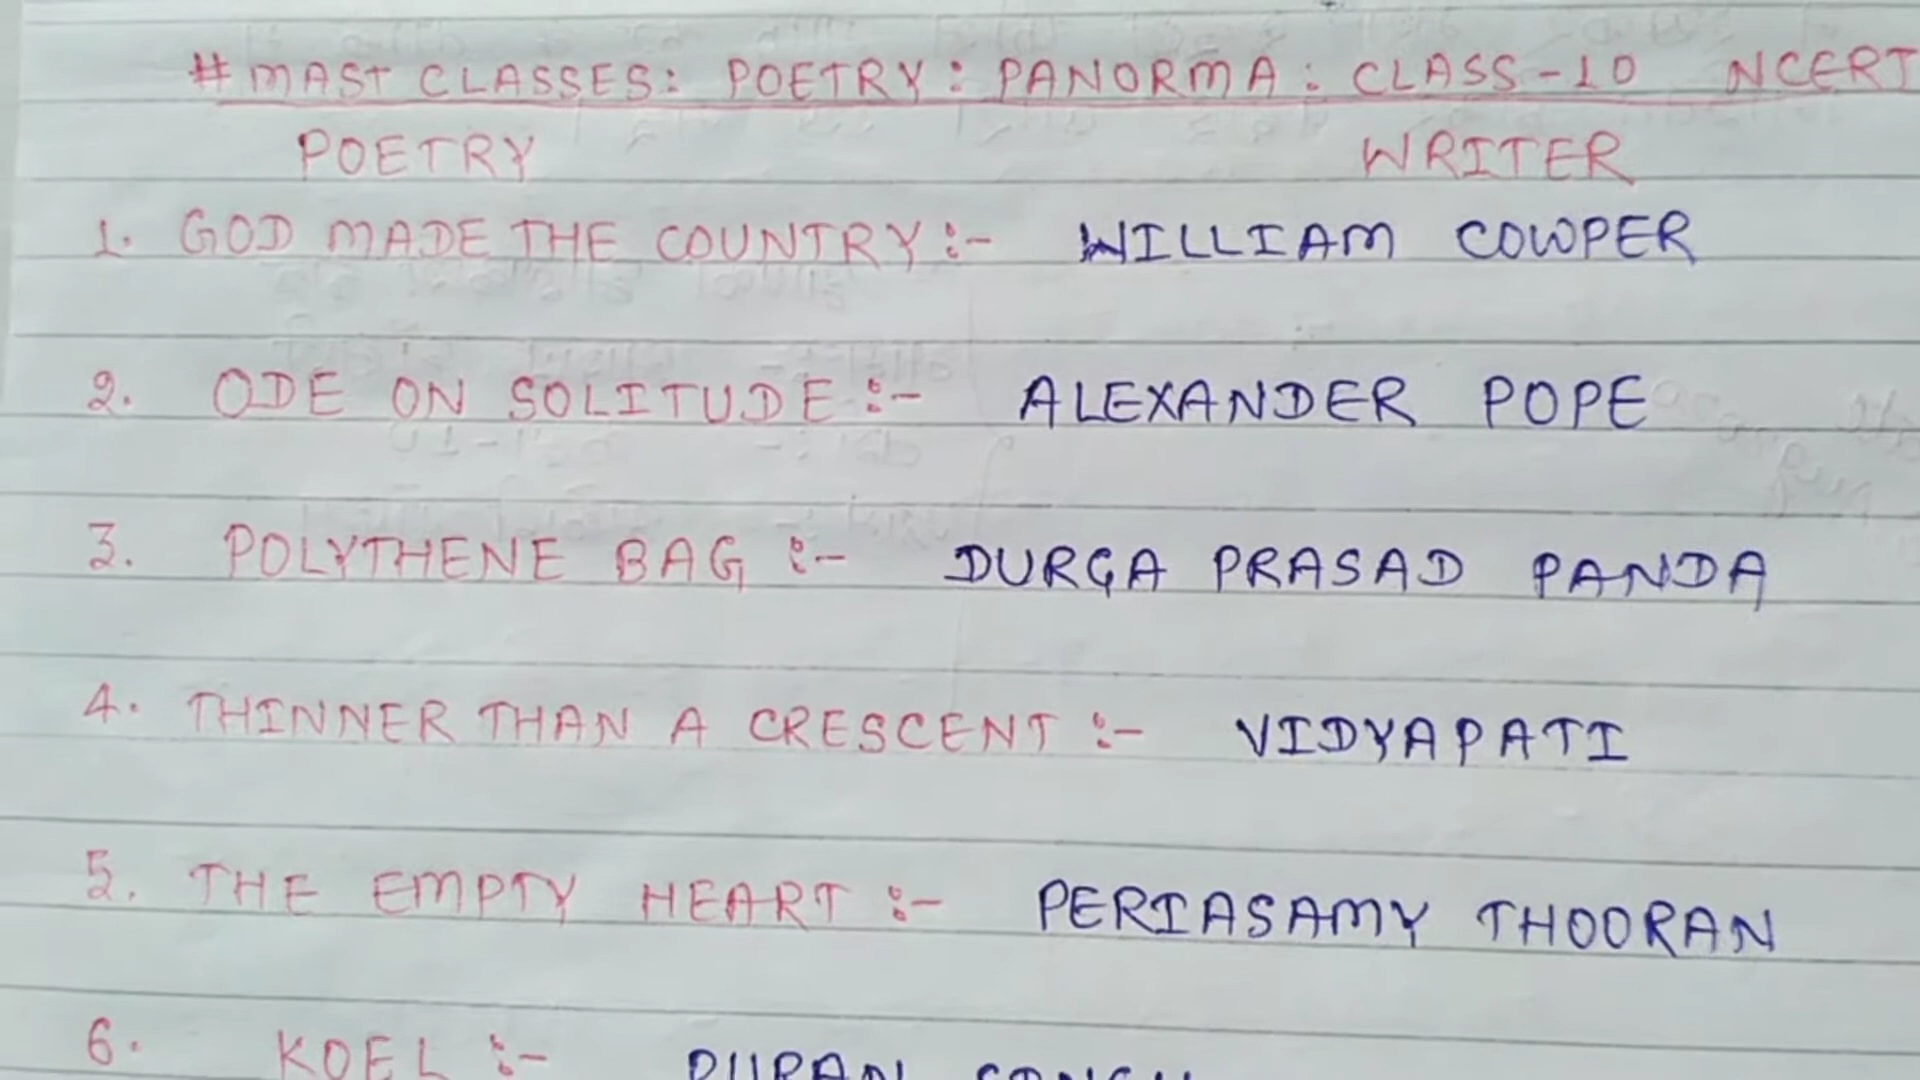 # MAST CLASSES: POETRY: PANORMA: CLASS-10 NCERT
POETRY WRITER
1. GOD MADE THE COUNTRY:- WILLIAM COWPER
2. ODE ON SOLITUDE:- ALEXANDER POPE
3. POLYTHENE BAG :- DURGA PRASAD PANDA
4. THINNER THAN A CRESCENT :- VIDYAPATI
5. THE EMPTY HEART :- PERIASAMY THOORAN
6. KOEL :- PURAN SINGH